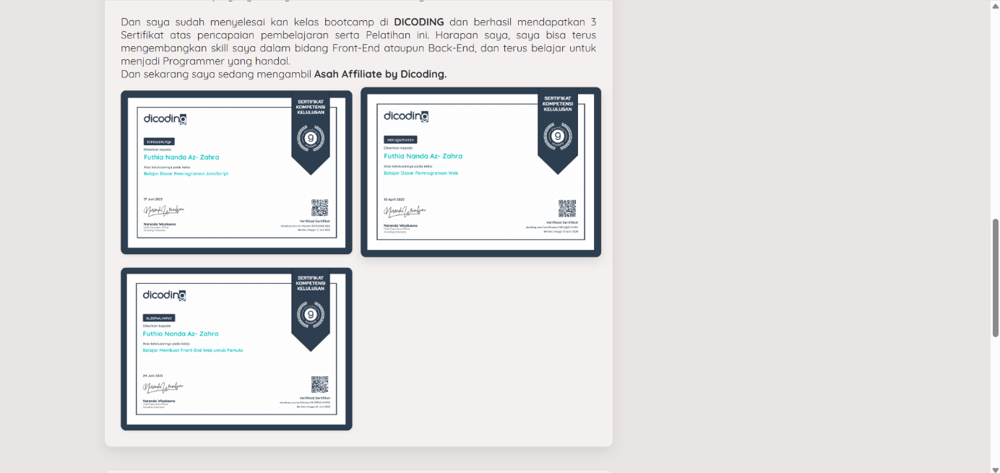 Dan saya sudah menyelesai kan kelas bootcamp di DICODING dan berhasil mendapatkan 3
Sertifikat atas pencapaian pembelajaran serta Pelatihan ini. Harapan saya, saya bisa terus
mengembangkan skill saya dalam bidang Front-End ataupun Back-End, dan terus belajar untuk
menjadi Programmer yang handal.
Dan sekarang saya sedang mengambil Asah Affiliate by Dicoding.
SERTIFIKAT
KOMPETENSI
KELULUSAN
dicoding
Diberikan kepada
Futhia Nanda Az- Zahra
Atas kelulusannya pada kelas
Belajar Dasar Pemrograman JavaScript
17 Juni 2025
Narenda Wicaksono
Chief Executive Officer
Dicoding Indonesia
Verifikasi Sertifikat
SERTIFIKAT
KOMPETENSI
KELULUSAN
dicoding
Diberikan kepada
Futhia Nanda Az- Zahra
Atas kelulusannya pada kelas
Belajar Dasar Pemrograman Web
10 April 2025
Narenda Wicaksono
Chief Executive Officer
Dicoding Indonesia
Verifikasi Sertifikat
SERTIFIKAT
KOMPETENSI
KELULUSAN
dicoding
Diberikan kepada
Futhia Nanda Az- Zahra
Atas kelulusannya pada kelas
Belajar Membuat Front-End Web untuk Pemula
24 Juni 2025
Narenda Wicaksono
Chief Executive Officer
Dicoding Indonesia
Verifikasi Sertifikat